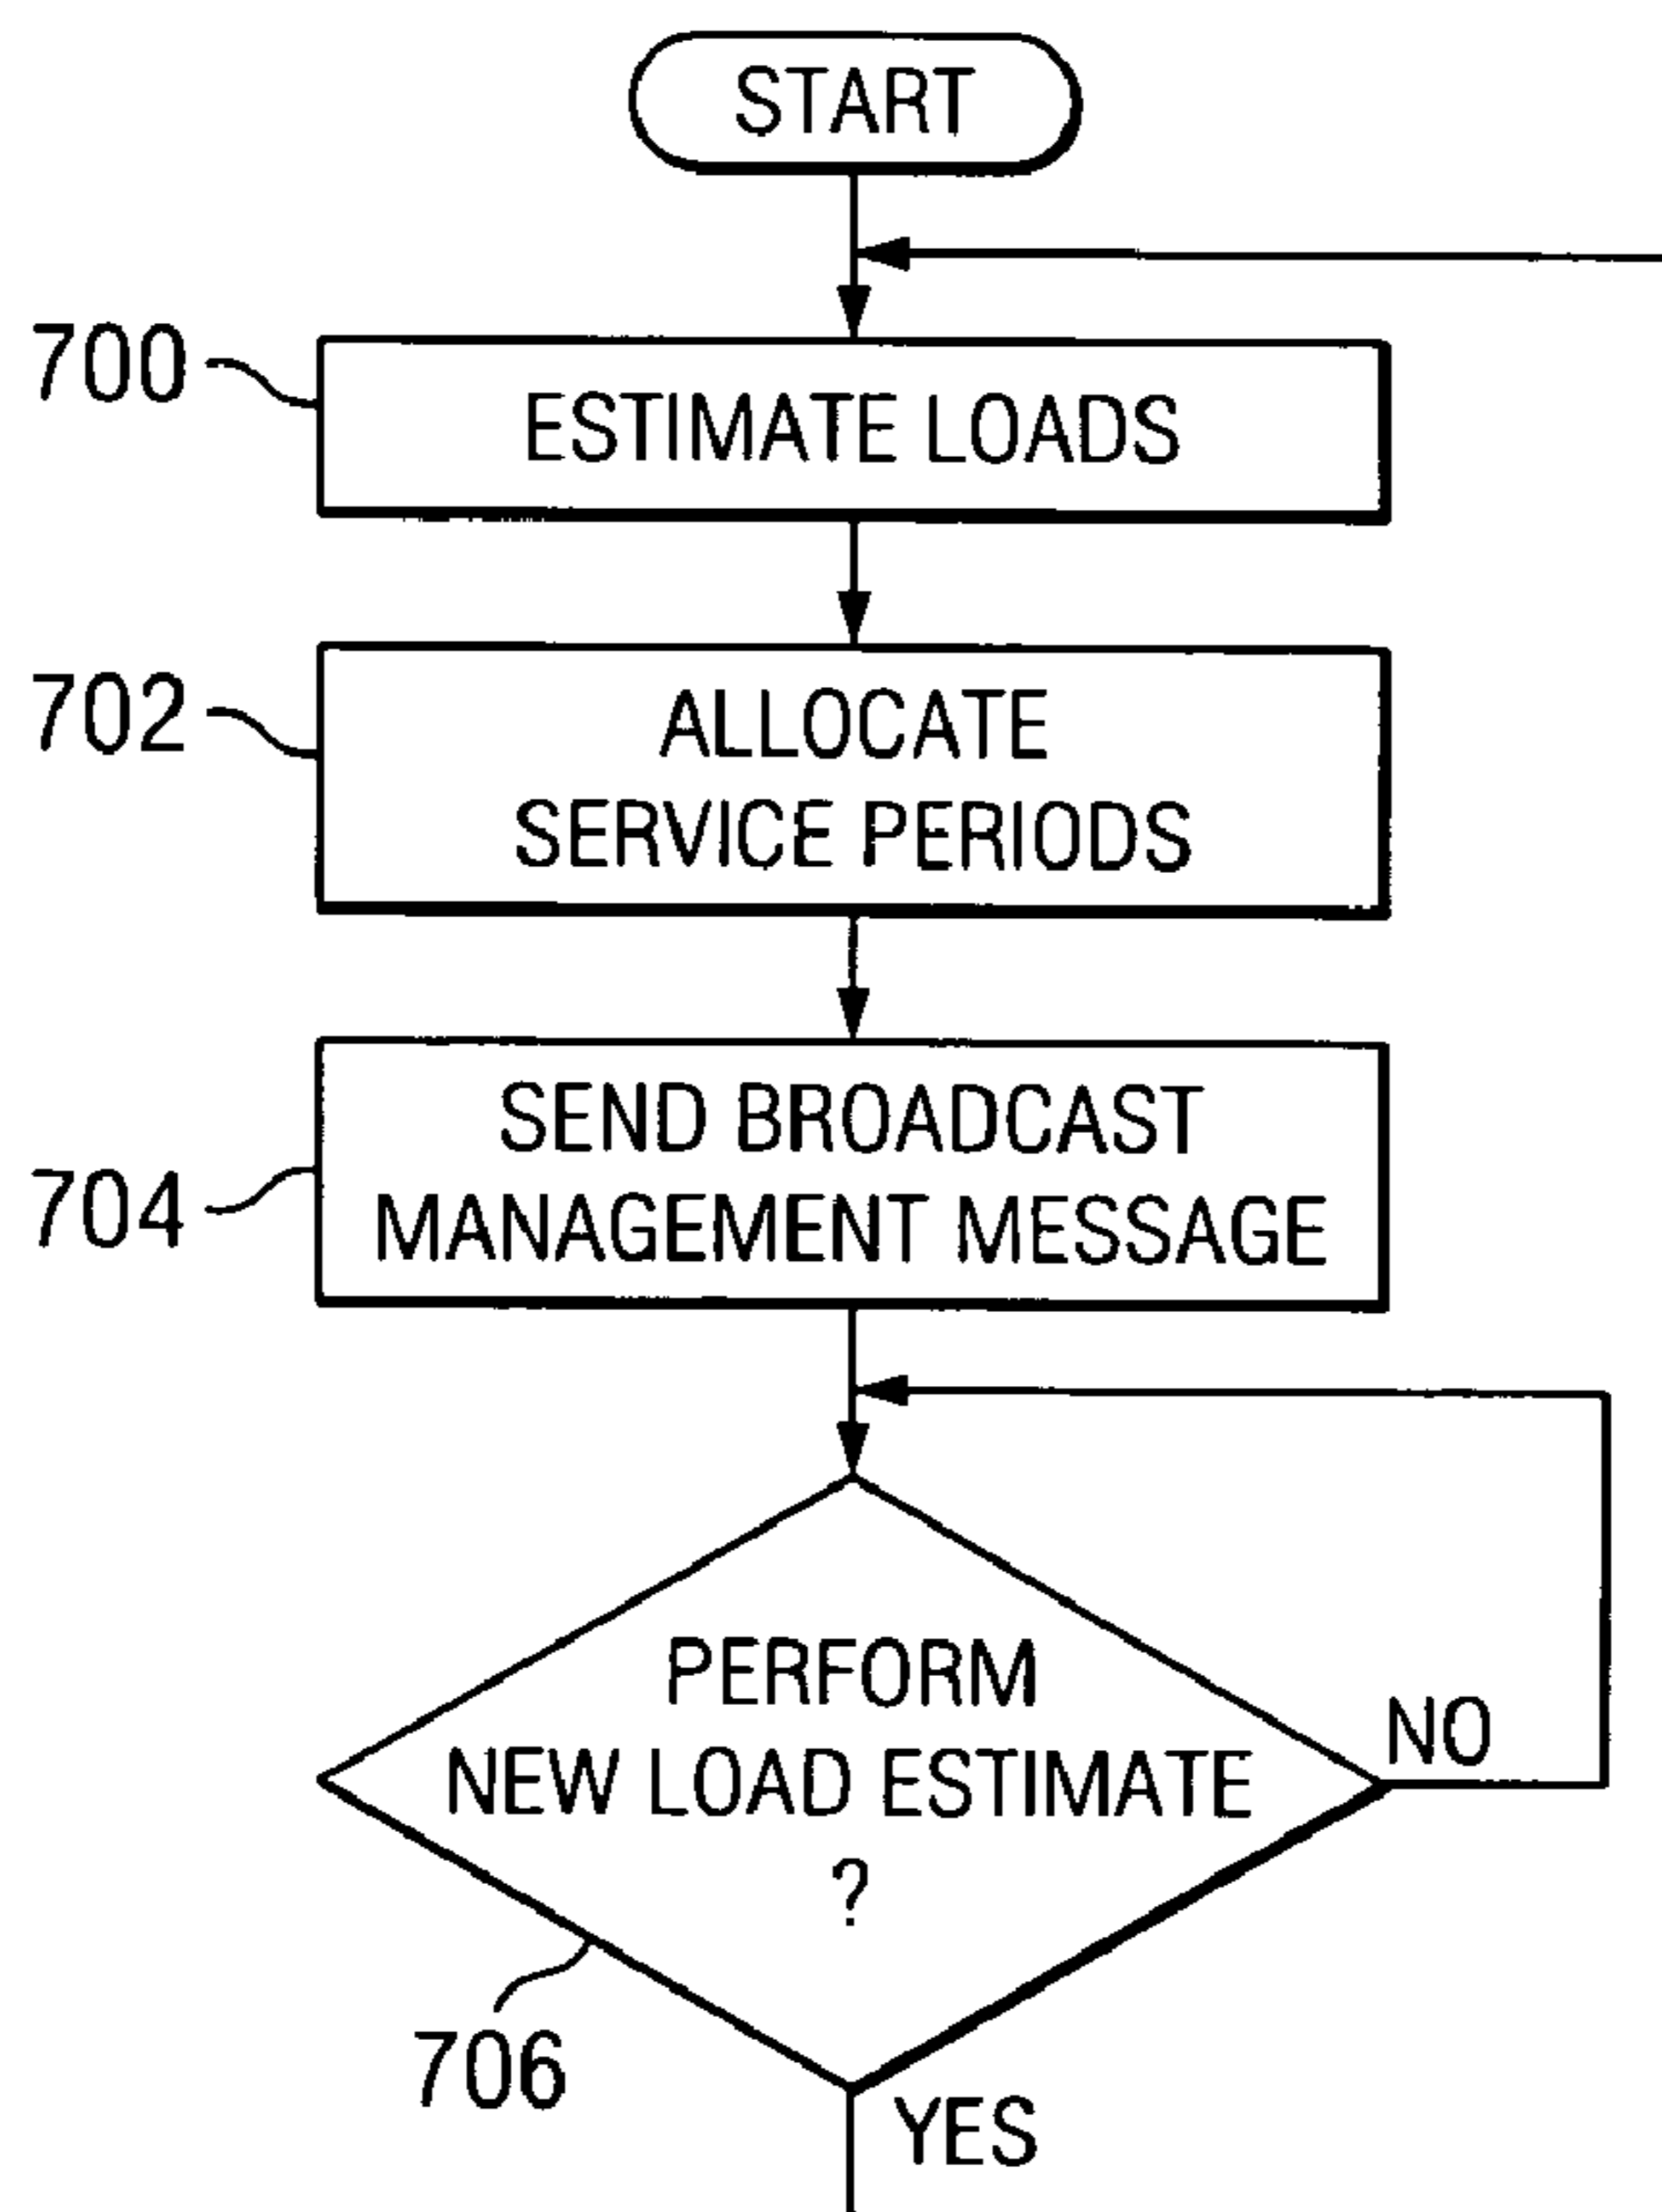 START
700
ESTIMATE LOADS
702
ALLOCATE
SERVICE PERIODS
704
SEND BROADCAST
MANAGEMENT MESSAGE
PERFORM
NEW LOAD ESTIMATE
?
NO
706
YES